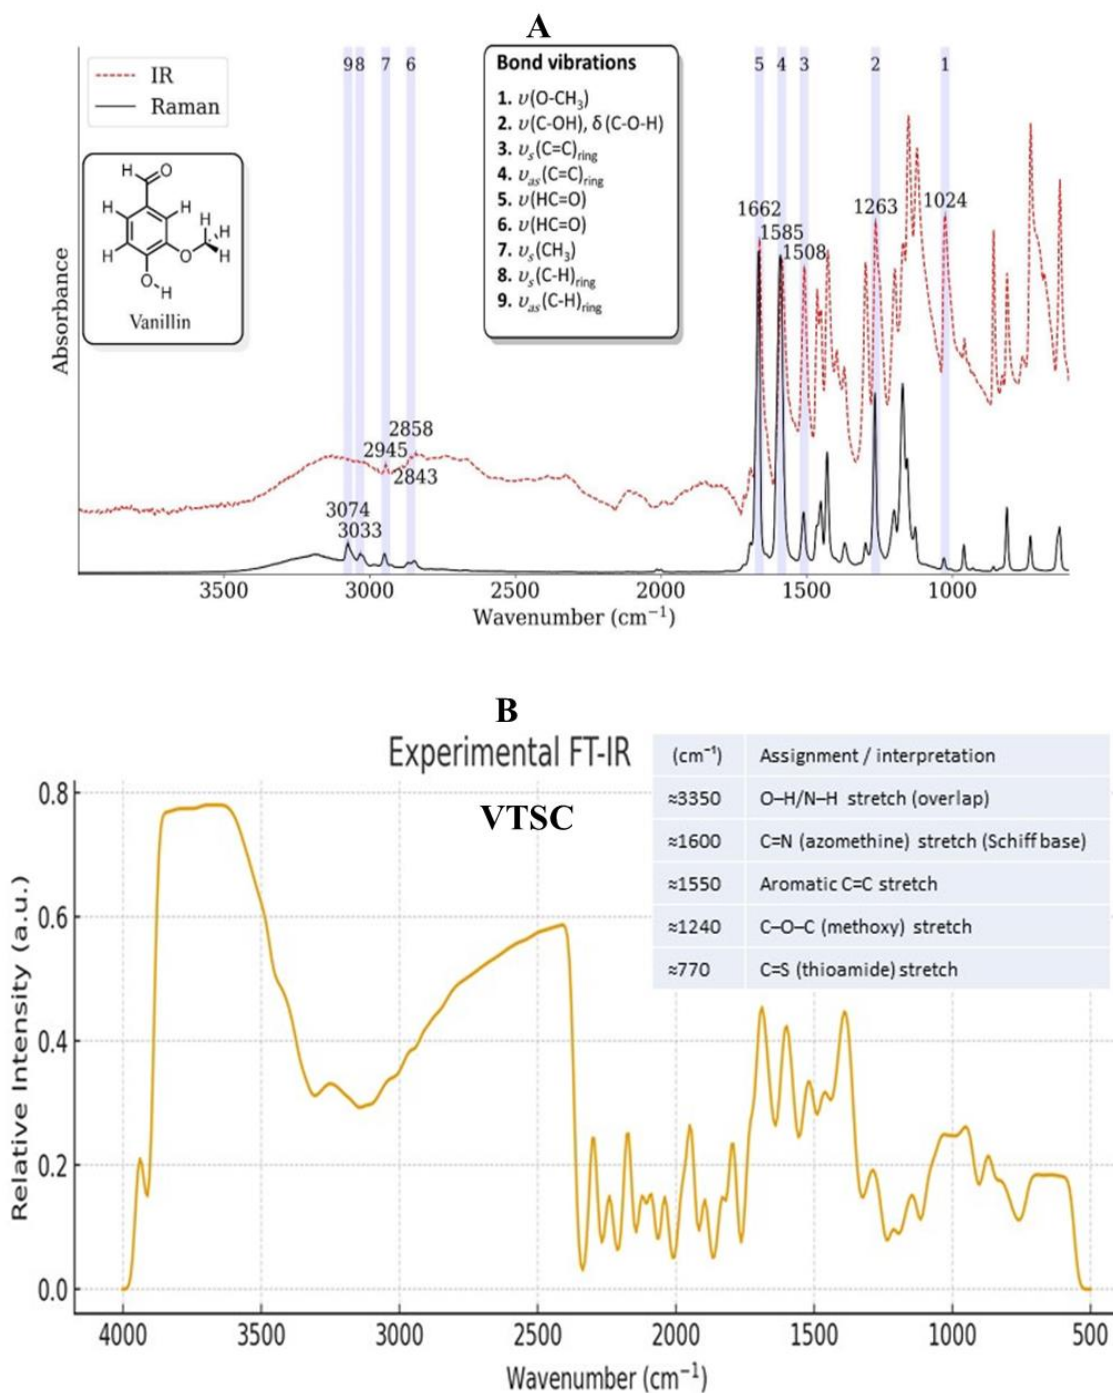 A
IR
Raman
Vanillin
H
O
H
H
H
H
O
H
H
H
O
H
Bond vibrations
1. υ(O-CH₃)
2. υ(C-OH), δ(C-O-H)
3. υₛ(C=C)ring
4. υas(C=C)ring
5. υ(HC=O)
6. υ(HC=O)
7. υₛ(CH₃)
8. υₛ(C-H)ring
9. υas(C-H)ring
9 8 7 6 5 4 3 2 1
1662
1585
1508
1263
1024
2858
2945
2843
3074
3033
Absorbance
3500 3000 2500 2000 1500 1000
Wavenumber (cm⁻¹)
B
Experimental FT-IR
VTSC
(cm⁻¹) Assignment / interpretation
≈3350 O–H/N–H stretch (overlap)
≈1600 C=N (azomethine) stretch (Schiff base)
≈1550 Aromatic C=C stretch
≈1240 C–O–C (methoxy) stretch
≈770 C=S (thioamide) stretch
Relative Intensity (a.u.)
0.8
0.6
0.4
0.2
0.0
4000 3500 3000 2500 2000 1500 1000 500
Wavenumber (cm⁻¹)